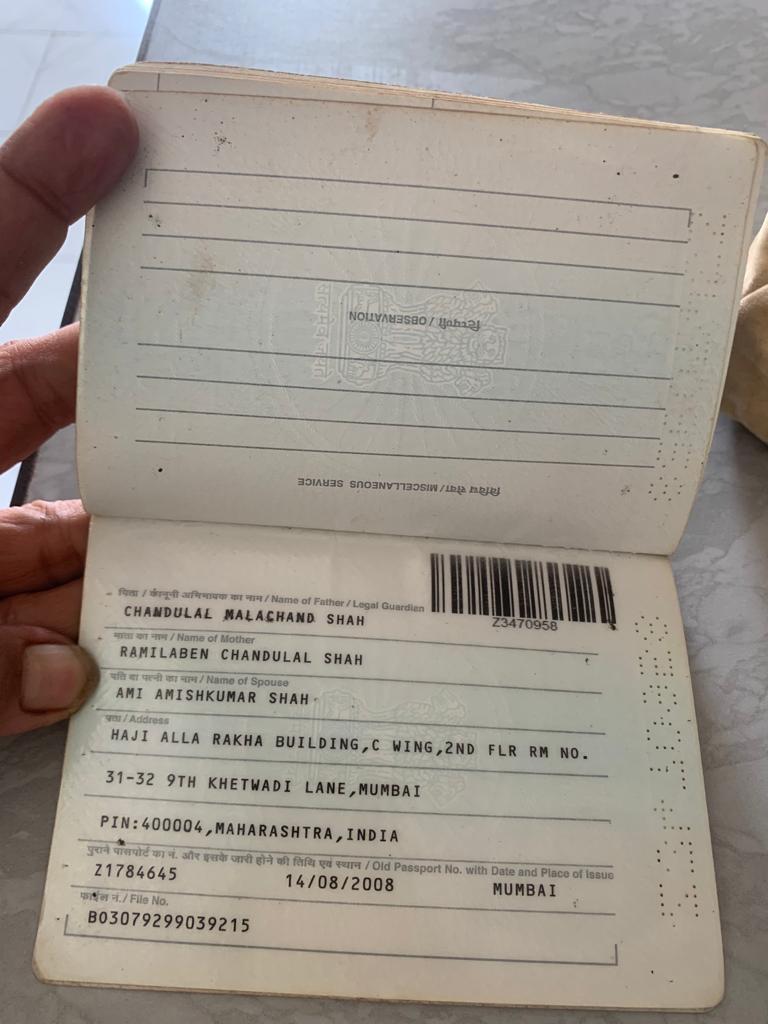 टिप्पणी / OBSERVATION
विविध सेवा / MISCELLANEOUS SERVICE
पिता / कानूनी अभिभावक का नाम / Name of Father / Legal Guardian
CHANDULAL MALACHAND SHAH
Z3470958
माता का नाम / Name of Mother
RAMILABEN CHANDULAL SHAH
पति या पत्नी का नाम / Name of Spouse
AMI AMISHKUMAR SHAH
पता / Address
HAJI ALLA RAKHA BUILDING,C WING,2ND FLR RM NO.
31-32 9TH KHETWADI LANE,MUMBAI
PIN:400004,MAHARASHTRA,INDIA
पुराने पासपोर्ट का नं. और इसके जारी होने की तिथि एवं स्थान / Old Passport No. with Date and Place of Issue
Z1784645 14/08/2008 MUMBAI
फाईल नं. / File No.
BO3079299039215